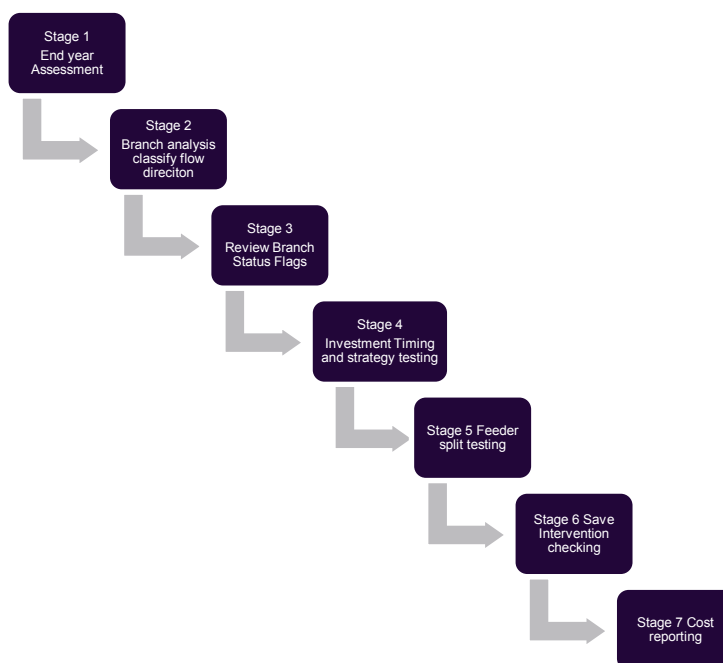 Stage 1
End year
Assessment
Stage 2
Branch analysis
classify flow
direciton
Stage 3
Review Branch
Status Flags
Stage 4
Investment Timing
and strategy testing
Stage 5 Feeder
split testing
Stage 6 Save
Intervention
checking
Stage 7 Cost
reporting